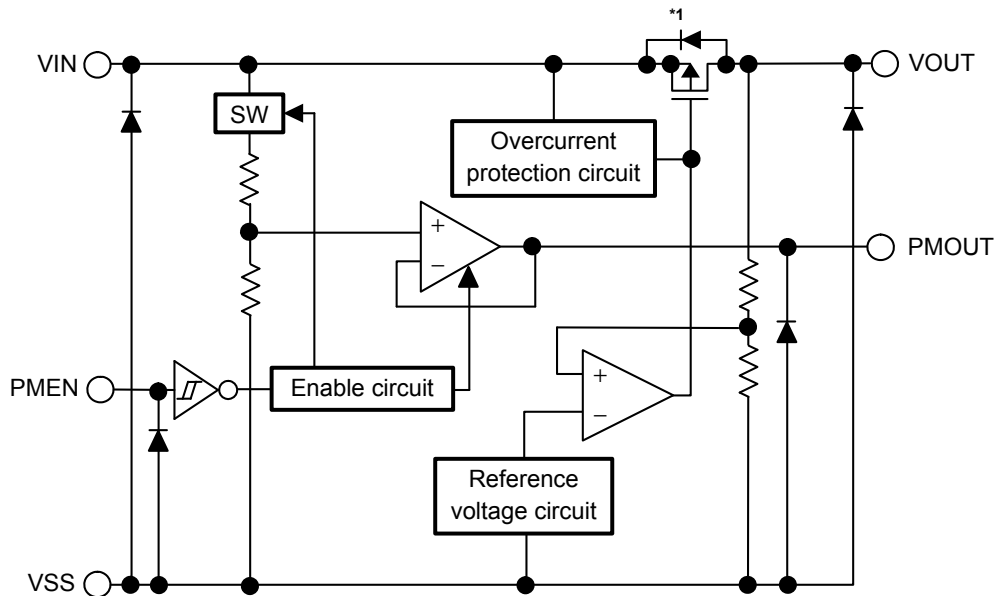 *1
VIN
VOUT
SW
Overcurrent
protection circuit
+
−
PMOUT
PMEN
Enable circuit
+
−
Reference
voltage circuit
VSS